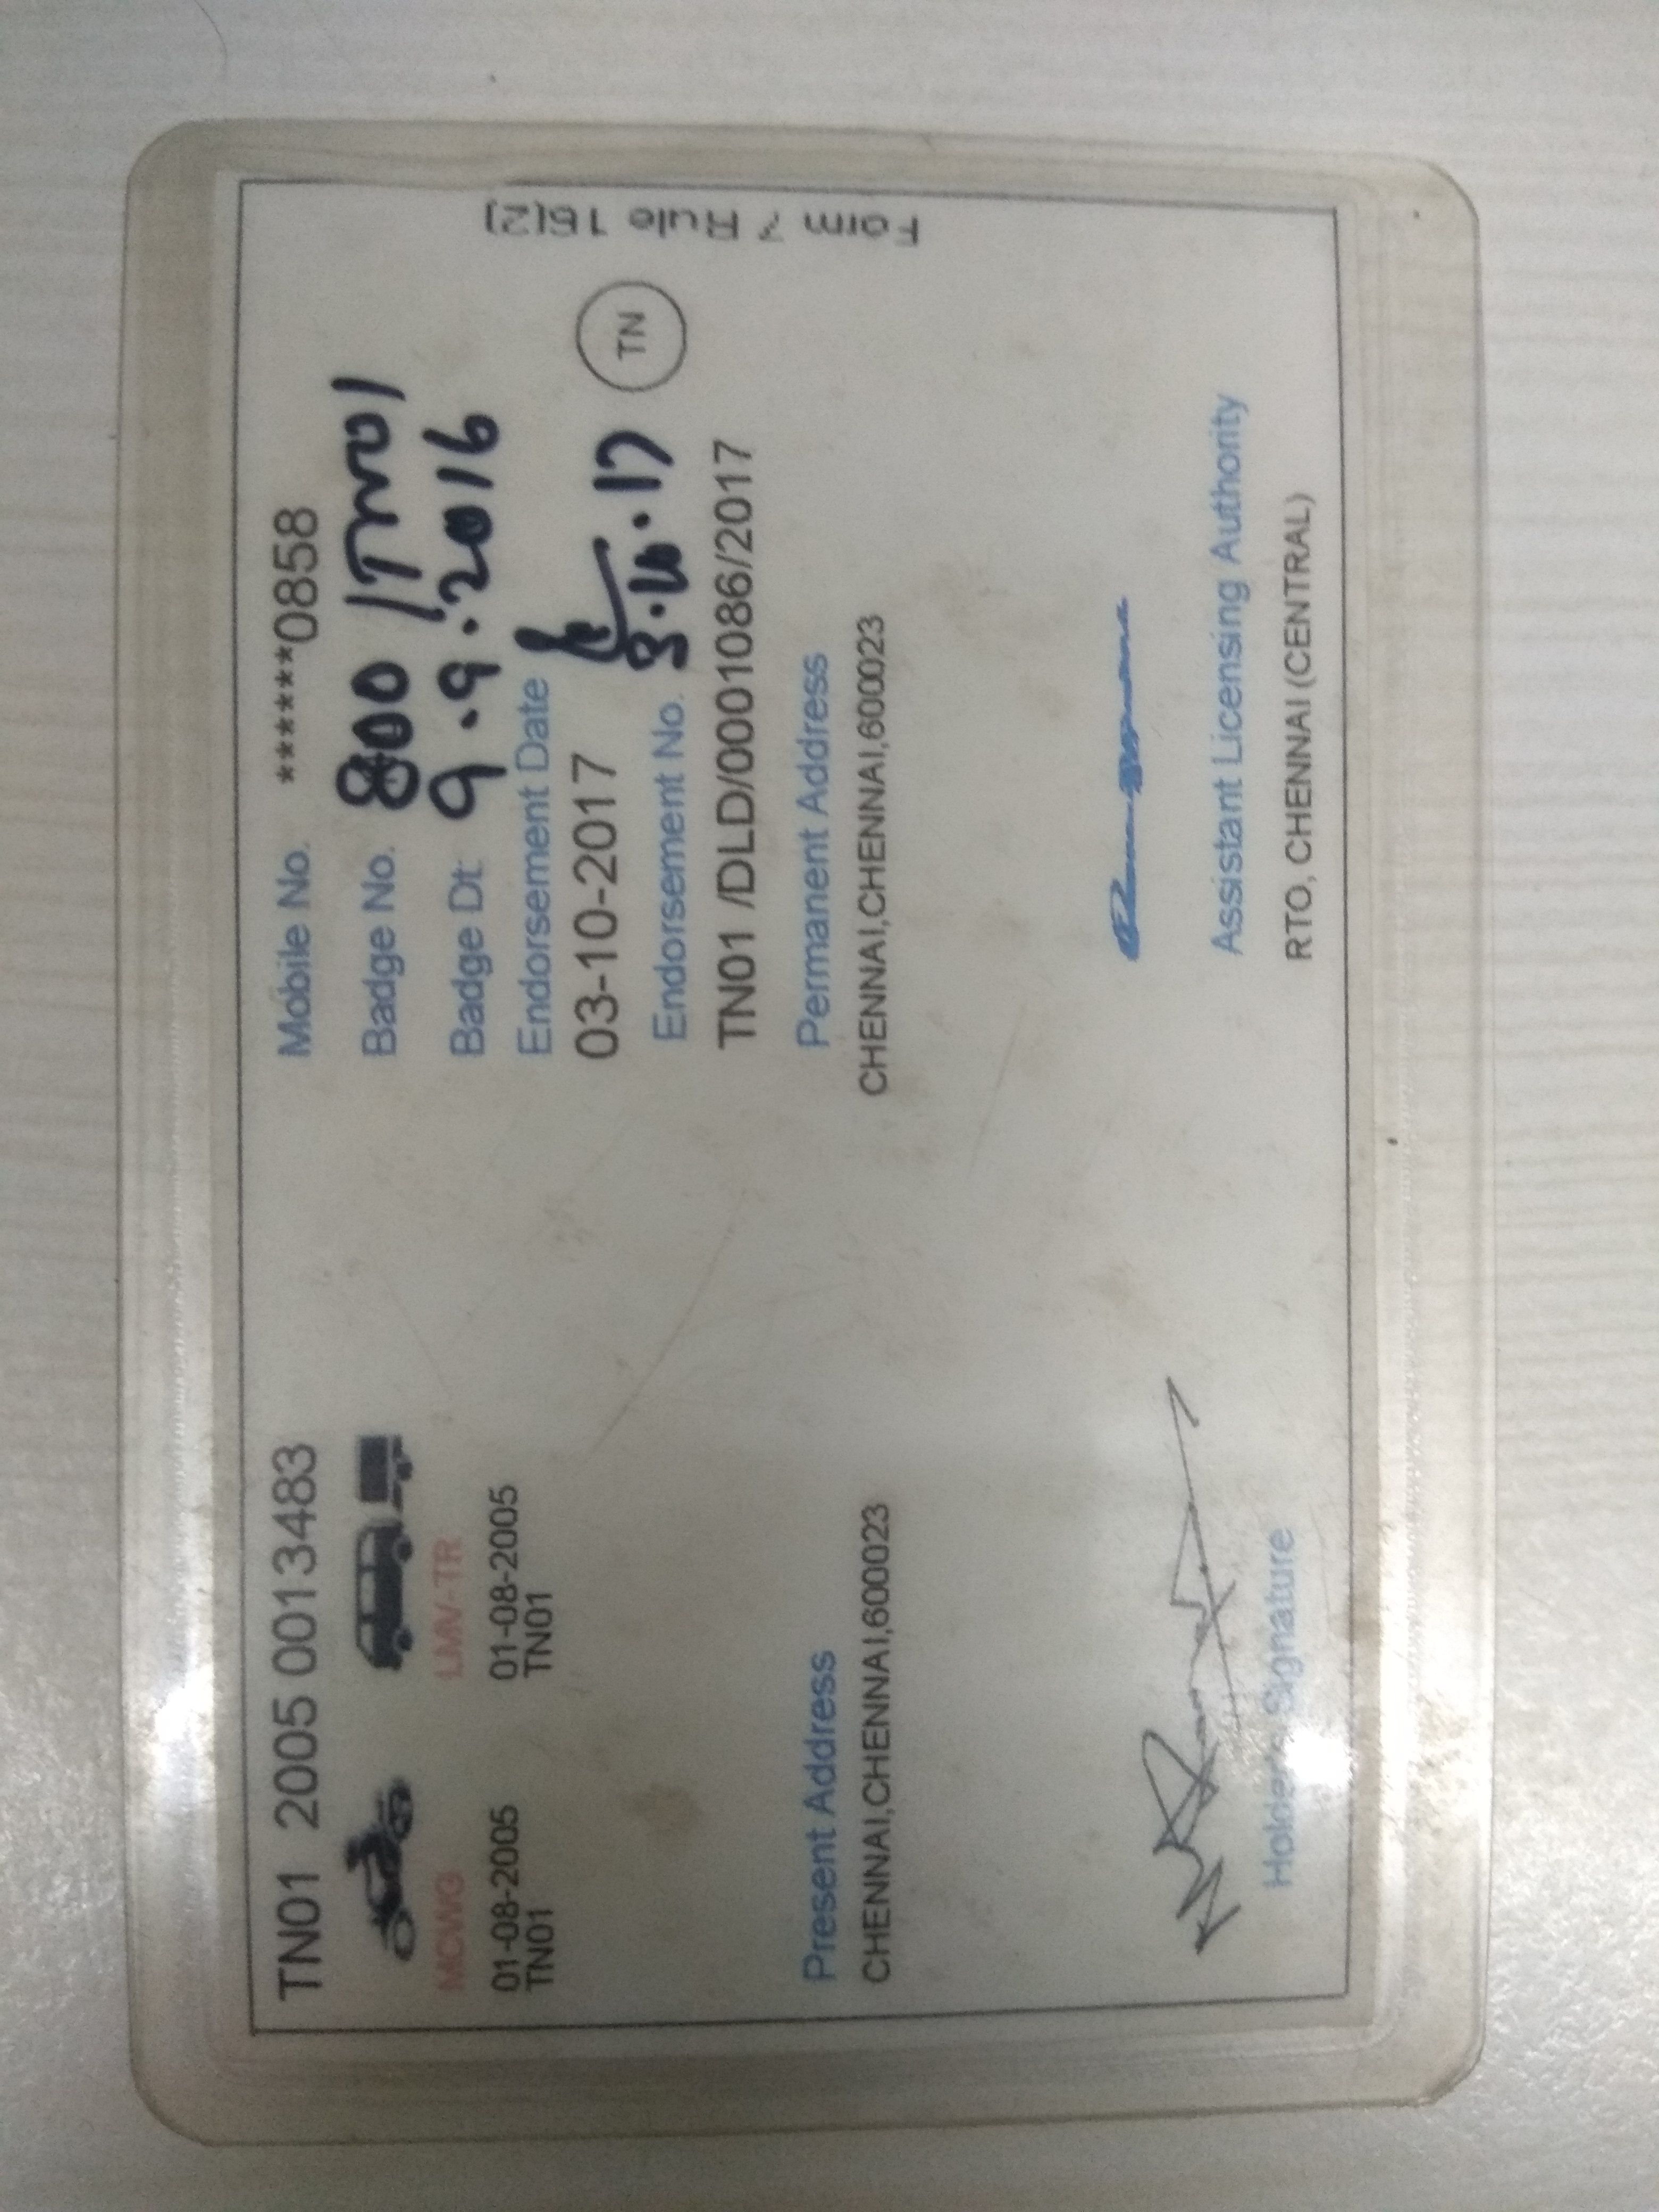 TN01 2005 0013483
MCWG LMV-TR
01-08-2005 01-08-2005
TN01 TN01
Present Address
CHENNAI,CHENNAI,600023
Holder's Signature
Mobile No. ******0858
Badge No. 800/TN01
Badge Dt 9.9.2016
Endorsement Date
03-10-2017
Endorsement No.
TN01 /DLD/0001086/2017
TN
Permanent Address
CHENNAI,CHENNAI,600023
Assistant Licensing Authority
RTO, CHENNAI (CENTRAL)
Form 7 Rule 16(2)